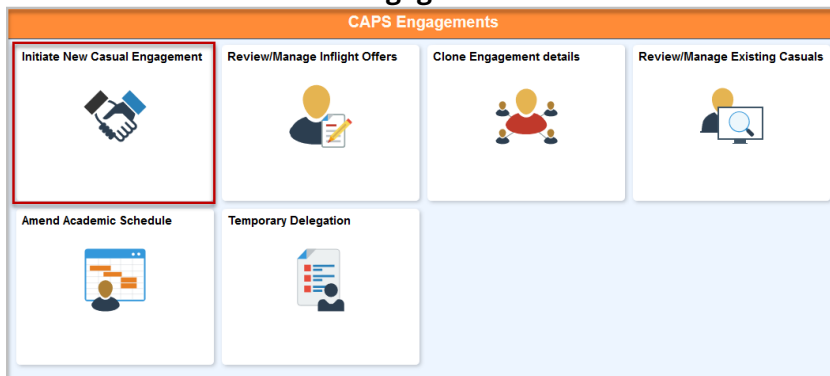 CAPS Engagements
Initiate New Casual Engagement
Review/Manage Inflight Offers
Clone Engagement details
Review/Manage Existing Casuals
Amend Academic Schedule
Temporary Delegation